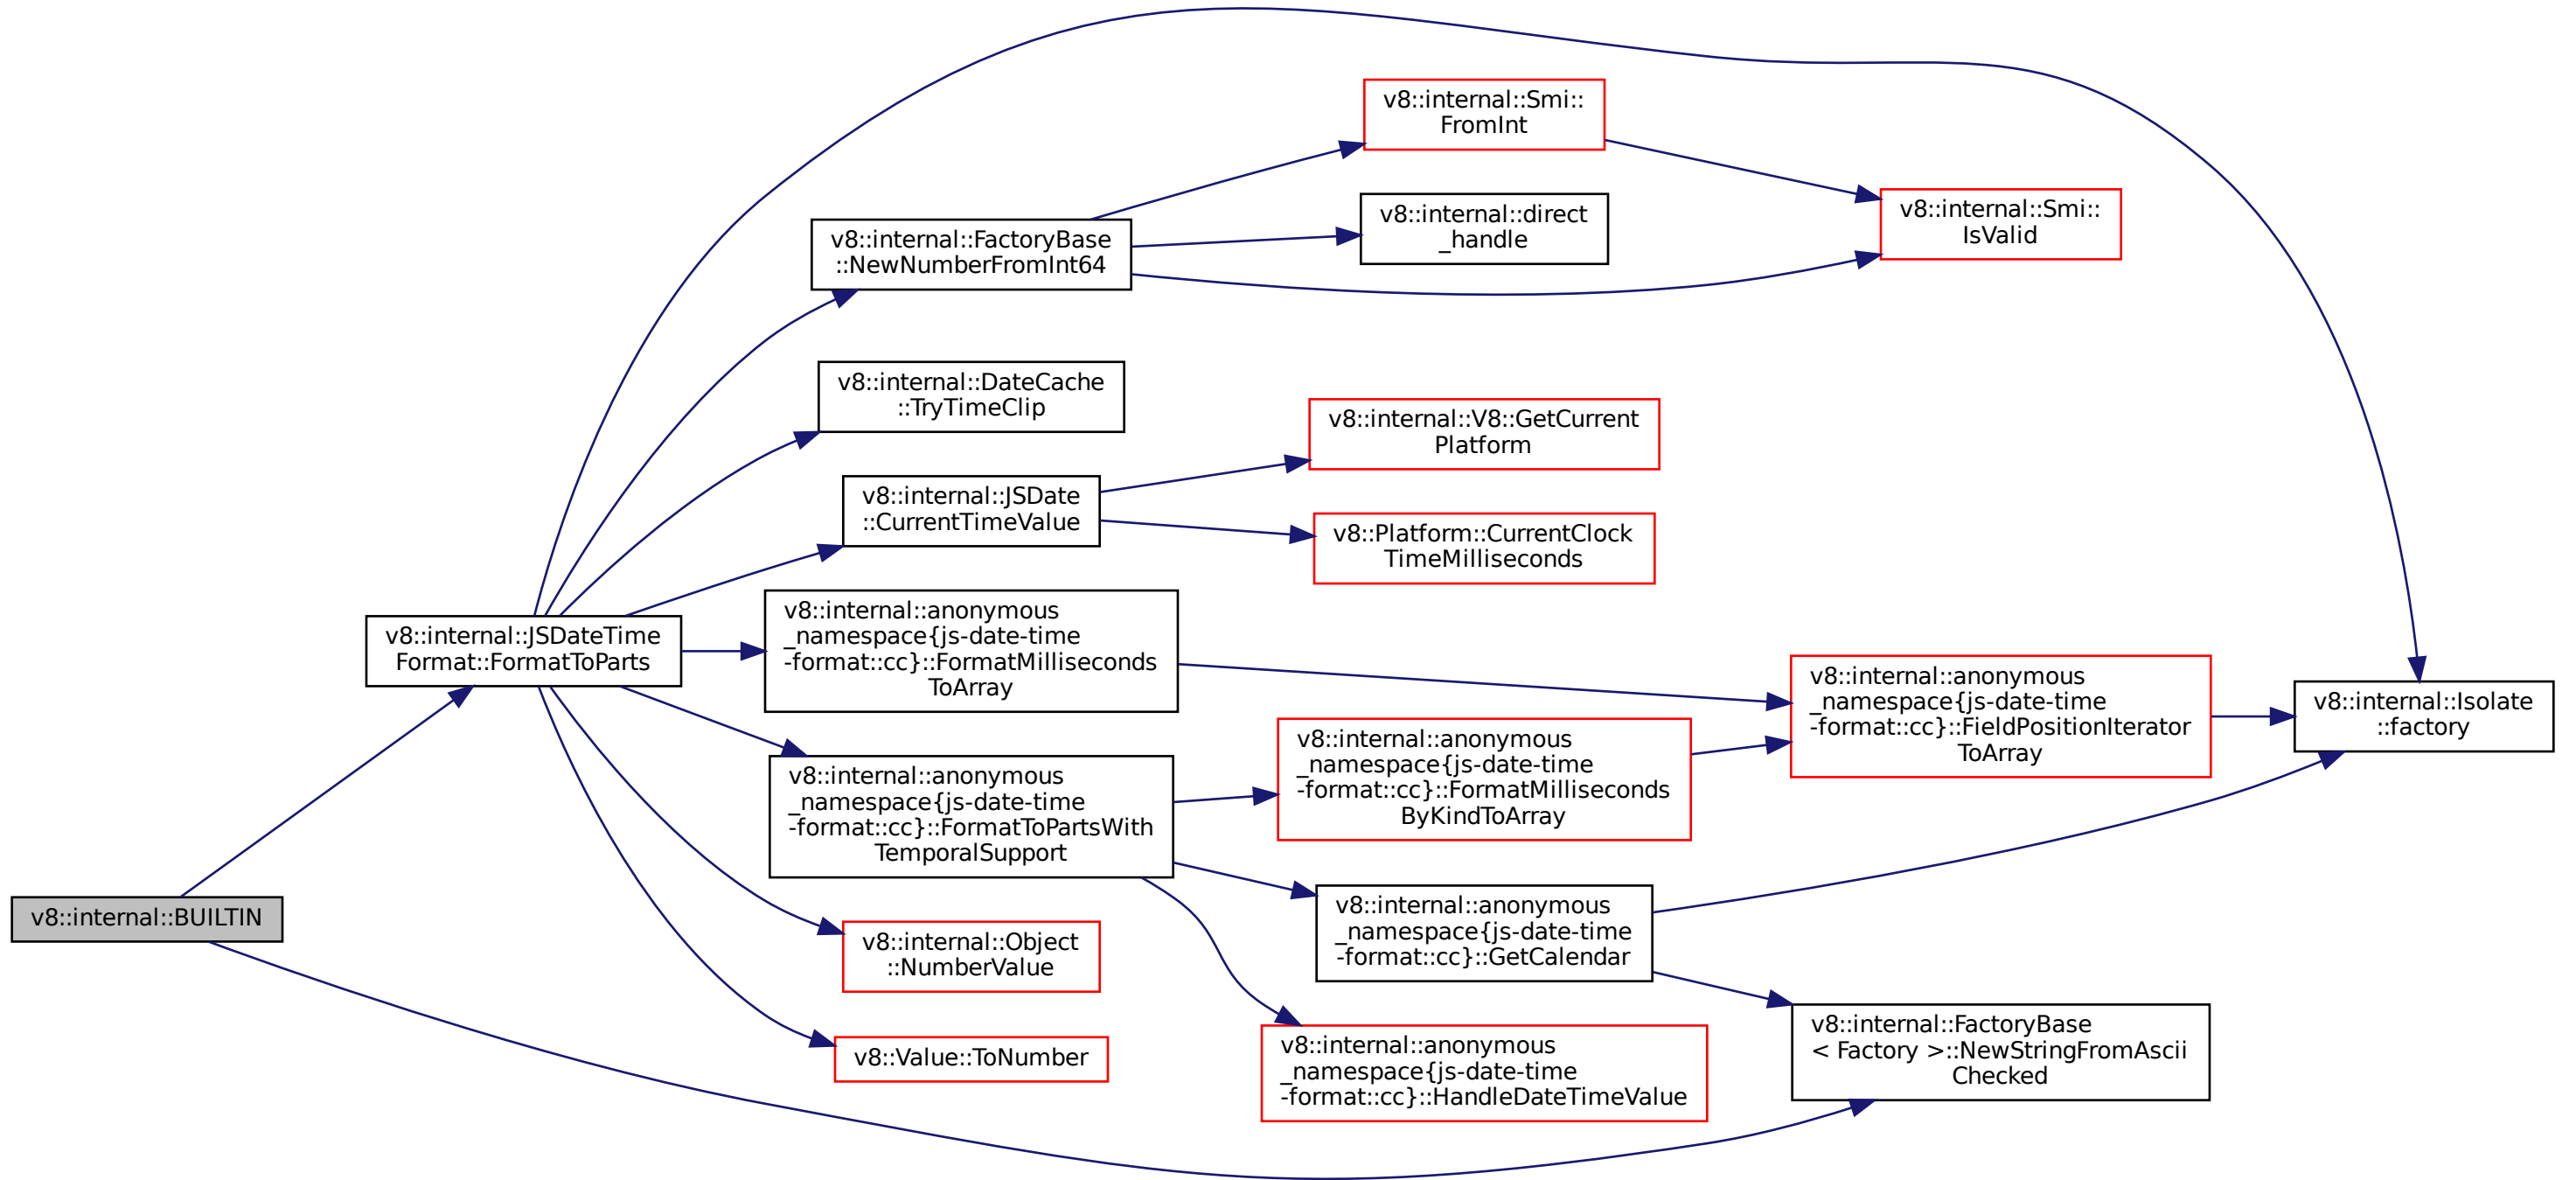 v8::internal::BUILTIN
v8::internal::JSDateTime
Format::FormatToParts
v8::internal::FactoryBase
::NewNumberFromInt64
v8::internal::DateCache
::TryTimeClip
v8::internal::JSDate
::CurrentTimeValue
v8::internal::anonymous
_namespace{js-date-time
-format::cc}::FormatMilliseconds
ToArray
v8::internal::anonymous
_namespace{js-date-time
-format::cc}::FormatToPartsWith
TemporalSupport
v8::internal::Object
::NumberValue
v8::Value::ToNumber
v8::internal::Smi::
FromInt
v8::internal::direct
_handle
v8::internal::V8::GetCurrent
Platform
v8::Platform::CurrentClock
TimeMilliseconds
v8::internal::anonymous
_namespace{js-date-time
-format::cc}::FormatMilliseconds
ByKindToArray
v8::internal::anonymous
_namespace{js-date-time
-format::cc}::GetCalendar
v8::internal::anonymous
_namespace{js-date-time
-format::cc}::HandleDateTimeValue
v8::internal::Smi::
IsValid
v8::internal::anonymous
_namespace{js-date-time
-format::cc}::FieldPositionIterator
ToArray
v8::internal::FactoryBase
< Factory >::NewStringFromAscii
Checked
v8::internal::Isolate
::factory